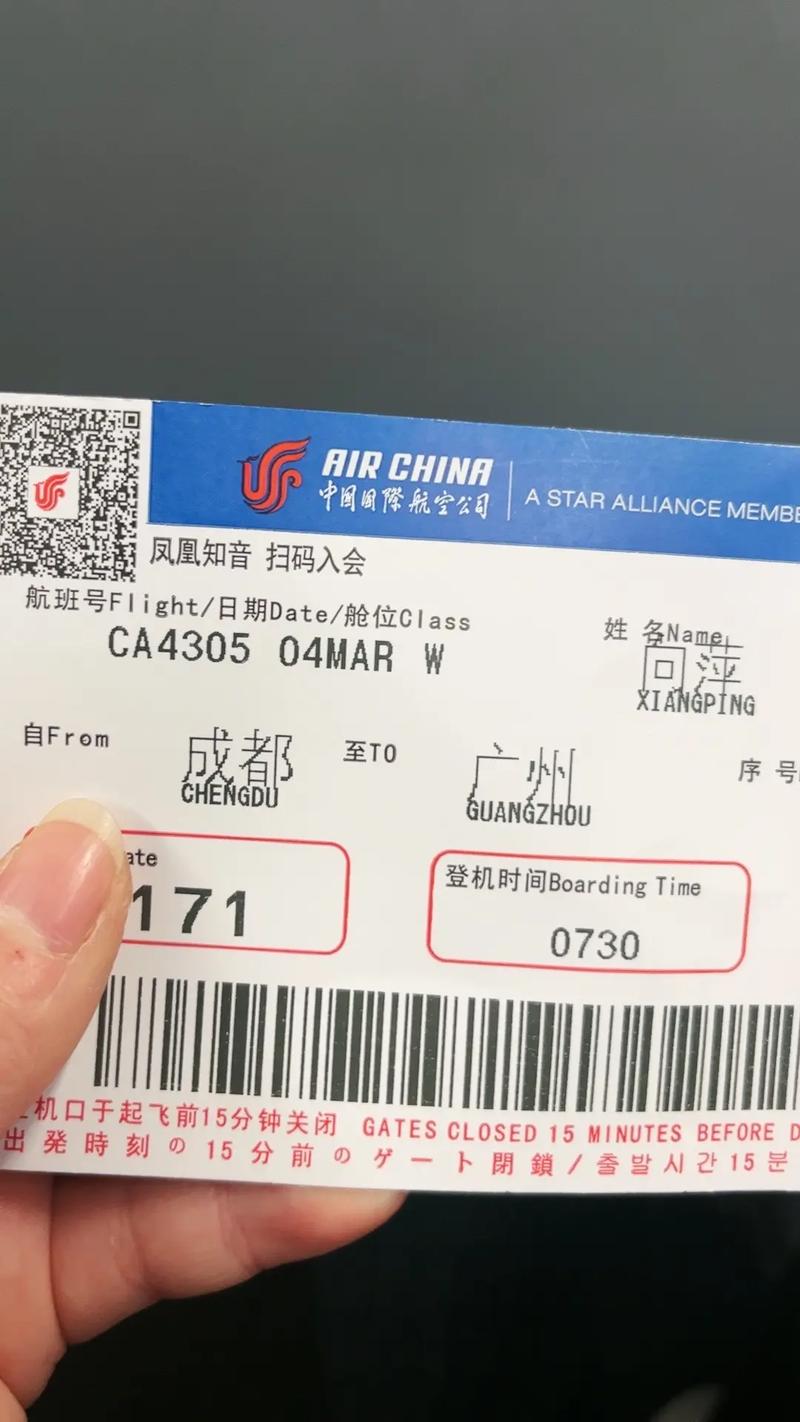 AIR CHINA
中国国際航空公司
A STAR ALLIANCE MEMBE
凤凰知音 扫码入会
航班号Flight/日期Date/舱位Class
CA4305 04MAR W
姓 名Name
向萍
XIANGPING
自From
成都
CHENGDU
至TO
广州
GUANGZHOU
序 号
ate
171
登机时间Boarding Time
0730
机口于起飞前15分钟关闭 GATES CLOSED 15 MINUTES BEFORE D
出発時刻の15分前のゲート閉鎖/출발시간15분